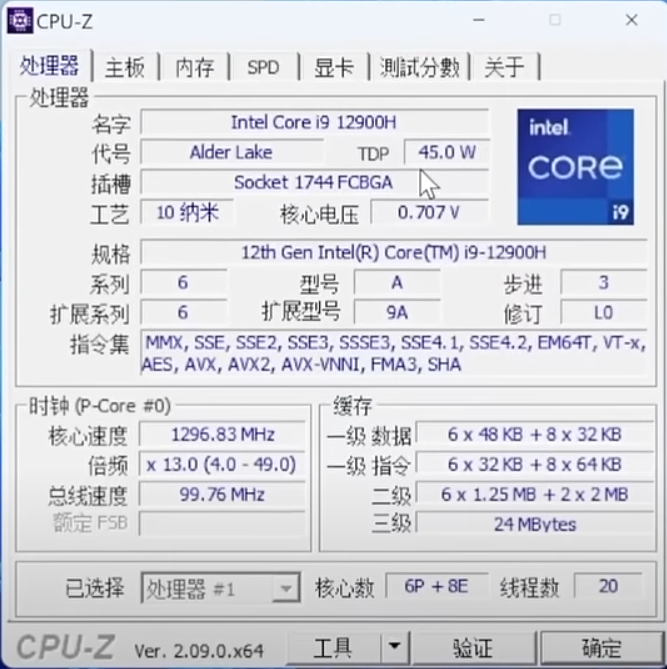 CPU-Z
处理器 主板 内存 SPD 显卡 測試分數 关于
处理器
名字 Intel Core i9 12900H
代号 Alder Lake TDP 45.0 W
插槽 Socket 1744 FCBGA
工艺 10 纳米 核心电压 0.707 V
intel.
CORE
i9
规格 12th Gen Intel(R) Core(TM) i9-12900H
系列 6 型号 A 步进 3
扩展系列 6 扩展型号 9A 修订 L0
指令集 MMX, SSE, SSE2, SSE3, SSSE3, SSE4.1, SSE4.2, EM64T, VT-x,
AES, AVX, AVX2, AVX-VNNI, FMA3, SHA
时钟 (P-Core #0)
核心速度 1296.83 MHz
倍频 x 13.0 (4.0 - 49.0)
总线速度 99.76 MHz
额定 FSB
缓存
一级 数据 6 x 48 KB + 8 x 32 KB
一级 指令 6 x 32 KB + 8 x 64 KB
二级 6 x 1.25 MB + 2 x 2 MB
三级 24 MBytes
已选择 处理器 #1 核心数 6P + 8E 线程数 20
CPU-Z Ver. 2.09.0.x64 工具 验证 确定